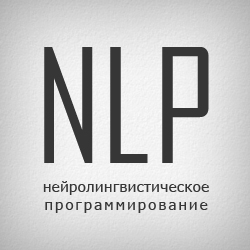 NLP
нейролингвистическое
программирование